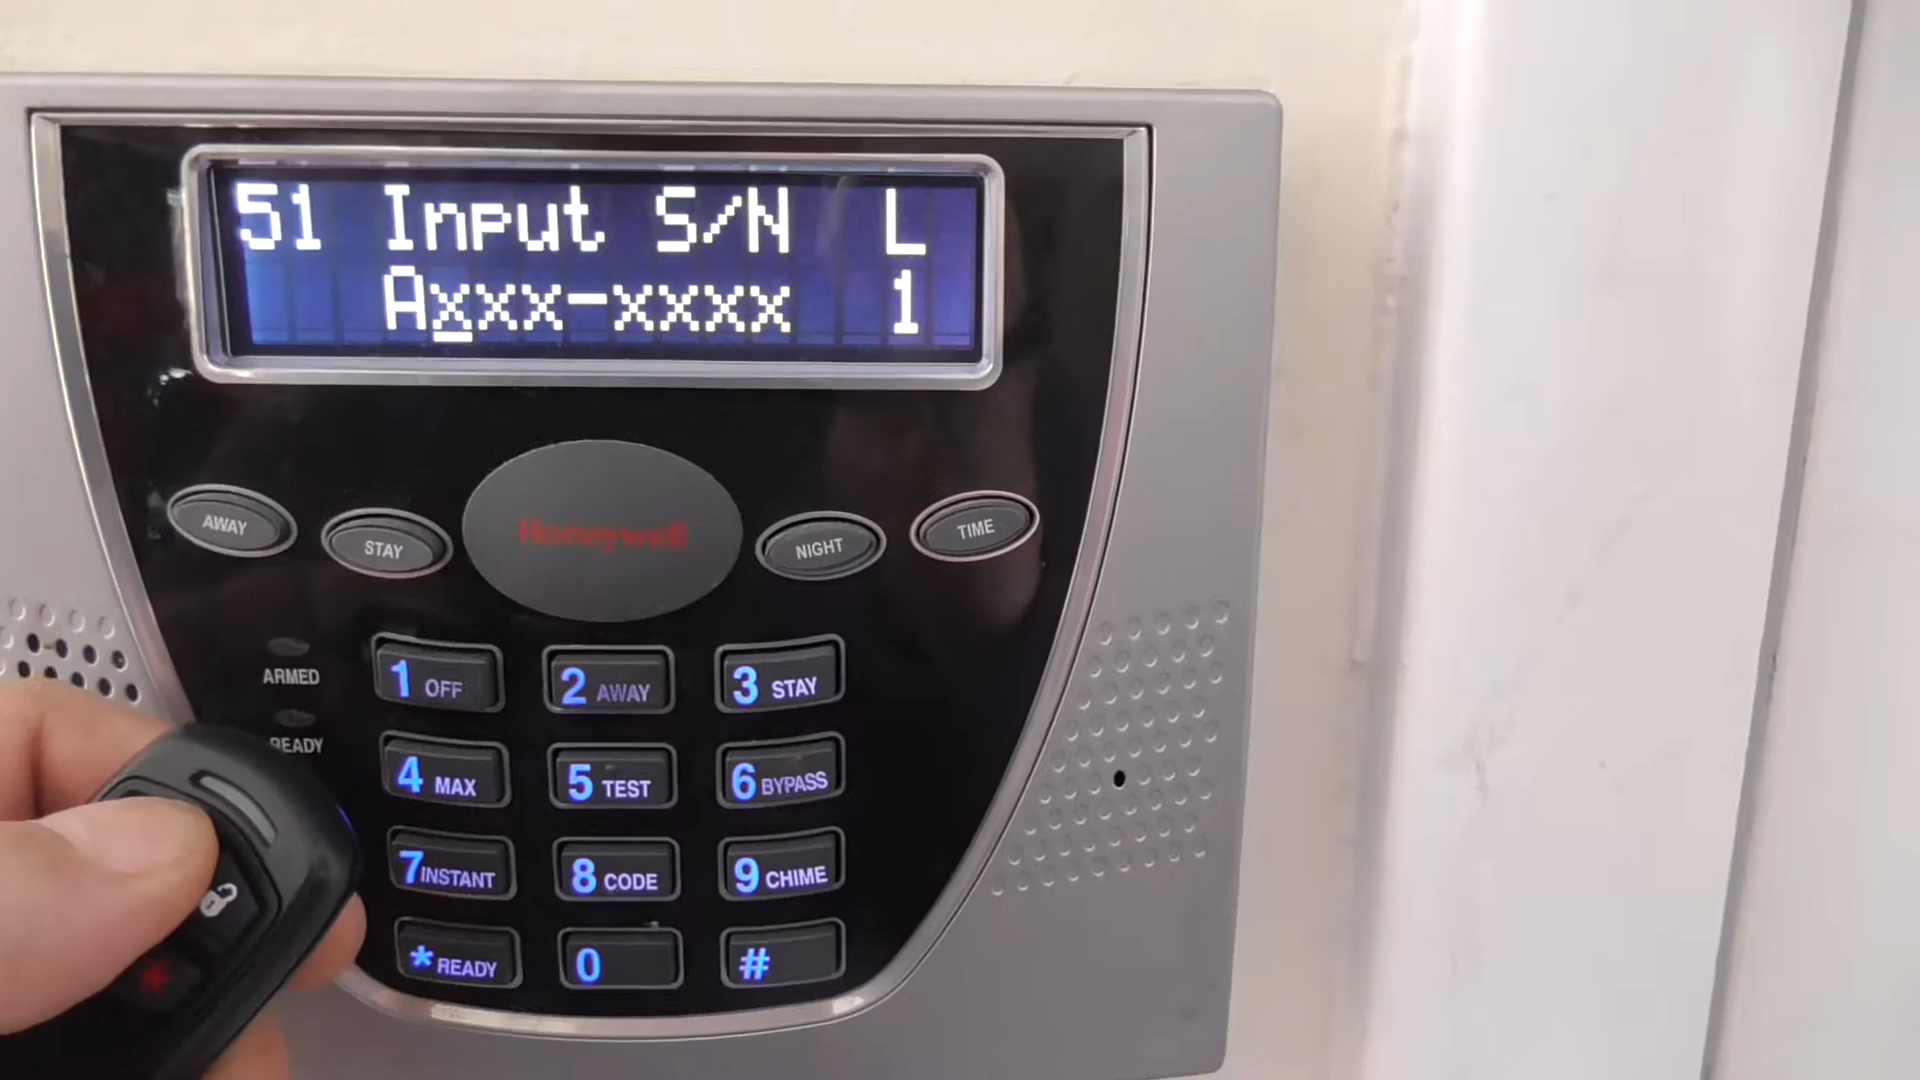 51 Input S/N L
Axxx-xxxx 1
AWAY
STAY
Honeywell
NIGHT
TIME
ARMED
READY
1 OFF
2 AWAY
3 STAY
4 MAX
5 TEST
6 BYPASS
7 INSTANT
8 CODE
9 CHIME
* READY
0
#